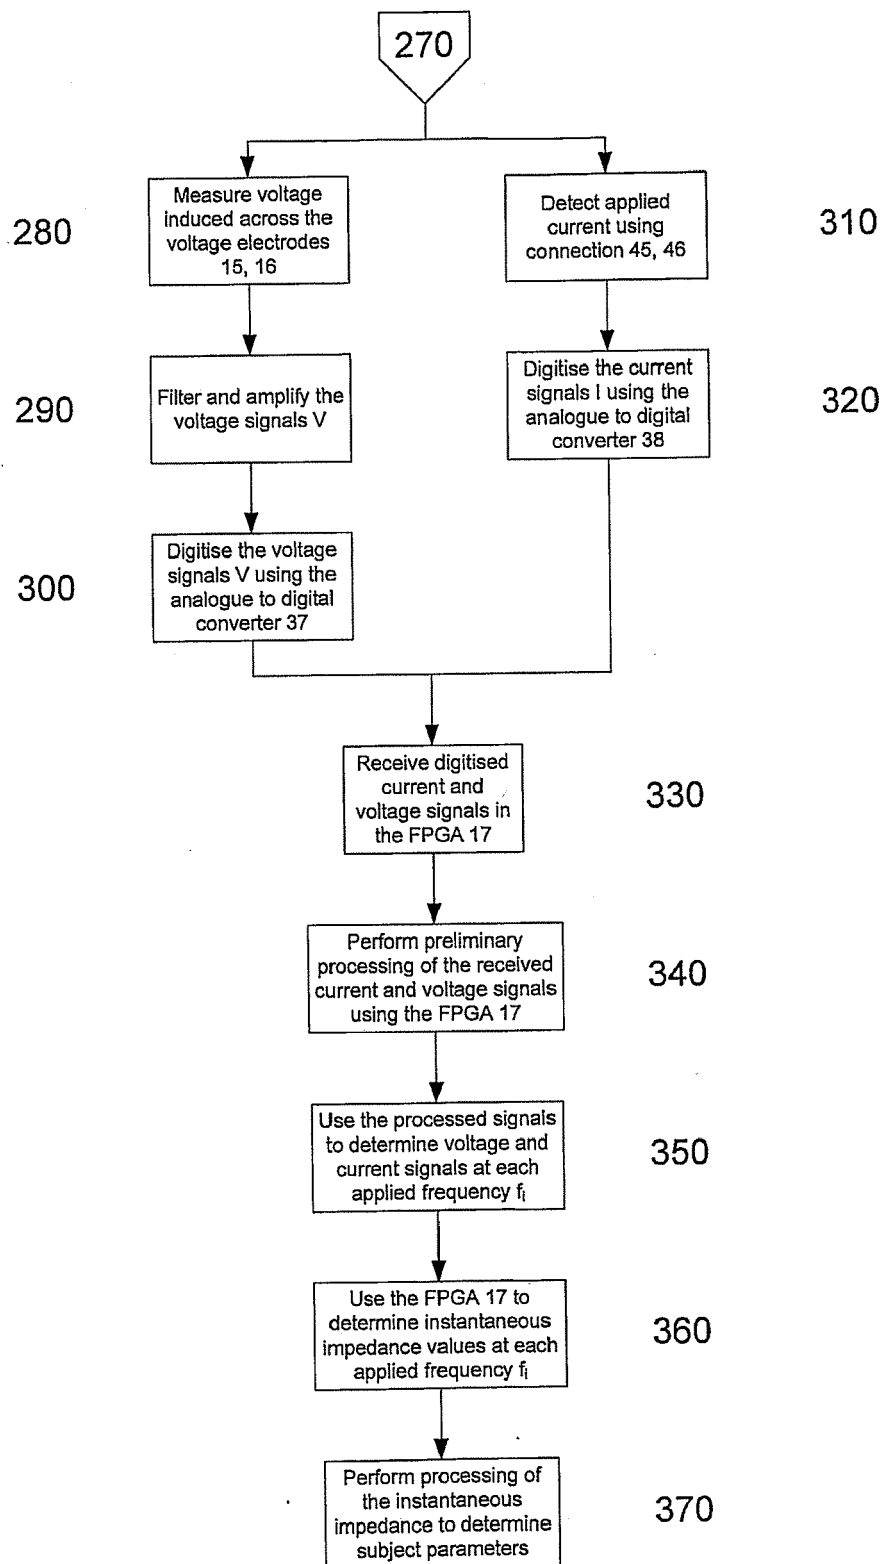 270
280
Measure voltage
induced across the
voltage electrodes
15, 16
Detect applied
current using
connection 45, 46
310
290
Filter and amplify the
voltage signals V
Digitise the current
signals I using the
analogue to digital
converter 38
320
300
Digitise the voltage
signals V using the
analogue to digital
converter 37
Receive digitised
current and
voltage signals in
the FPGA 17
330
Perform preliminary
processing of the received
current and voltage signals
using the FPGA 17
340
Use the processed signals
to determine voltage and
current signals at each
applied frequency fᵢ
350
Use the FPGA 17 to
determine instantaneous
impedance values at each
applied frequency fᵢ
360
Perform processing of
the instantaneous
impedance to determine
subject parameters
370